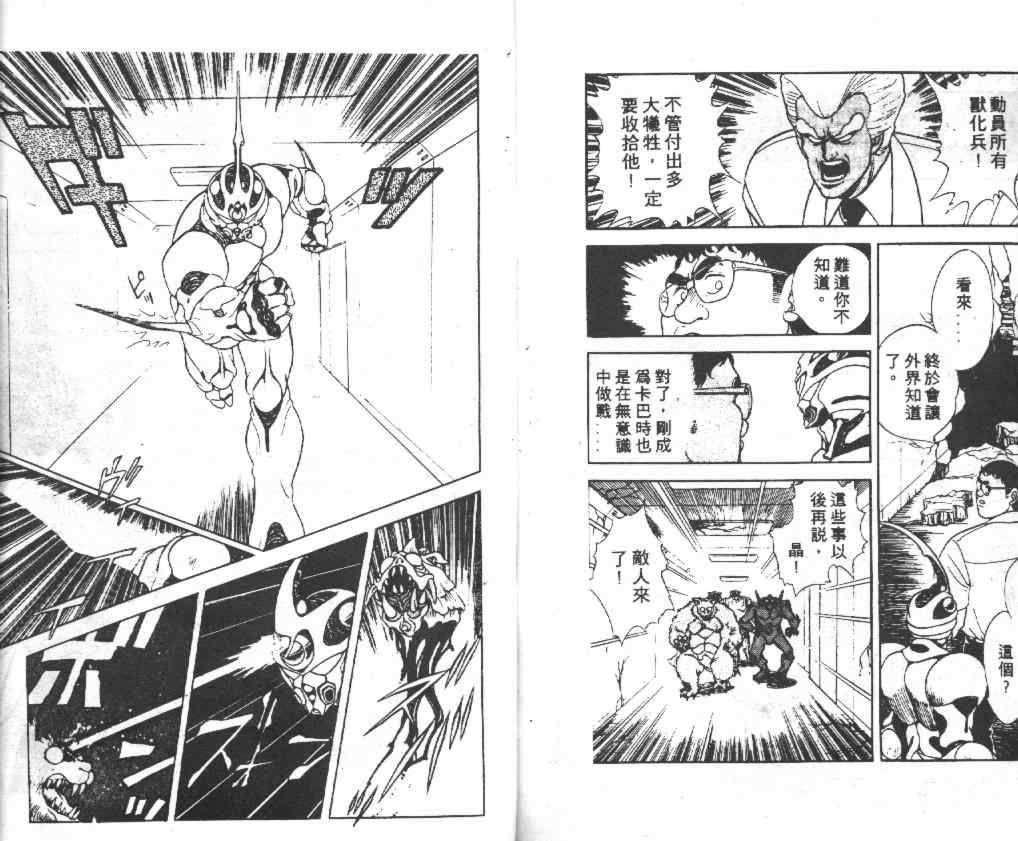 動員所有
獸化兵！
不管付出多
大犧牲，一定
要收拾他！
看來....
終於會讓
外界知道
了。
這個？
難道你不
知道。
對了，剛成
為卡巴時也
是在無意識
中做戰...
這些事以
後再說，
晶！
敵人來
了！
ピッ